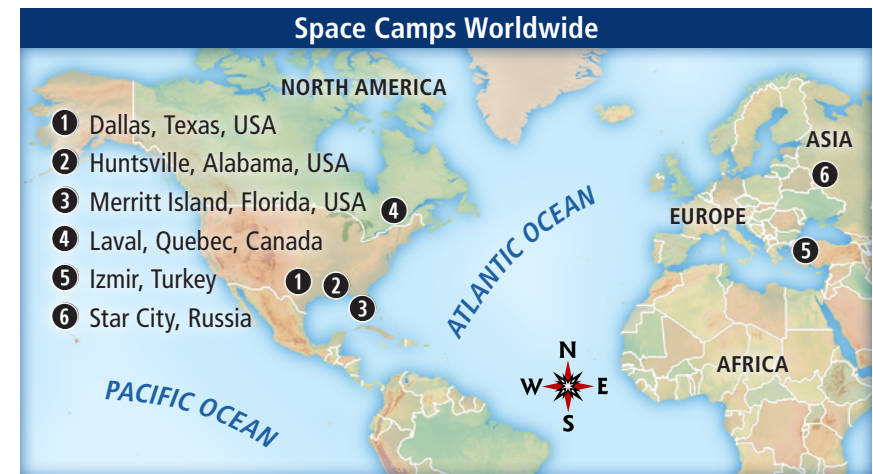 Space Camps Worldwide
NORTH AMERICA
1 Dallas, Texas, USA
2 Huntsville, Alabama, USA
3 Merritt Island, Florida, USA
4 Laval, Quebec, Canada
5 Izmir, Turkey
6 Star City, Russia
4
1
2
3
ATLANTIC OCEAN
PACIFIC OCEAN
ASIA
6
EUROPE
5
AFRICA
N
W
E
S